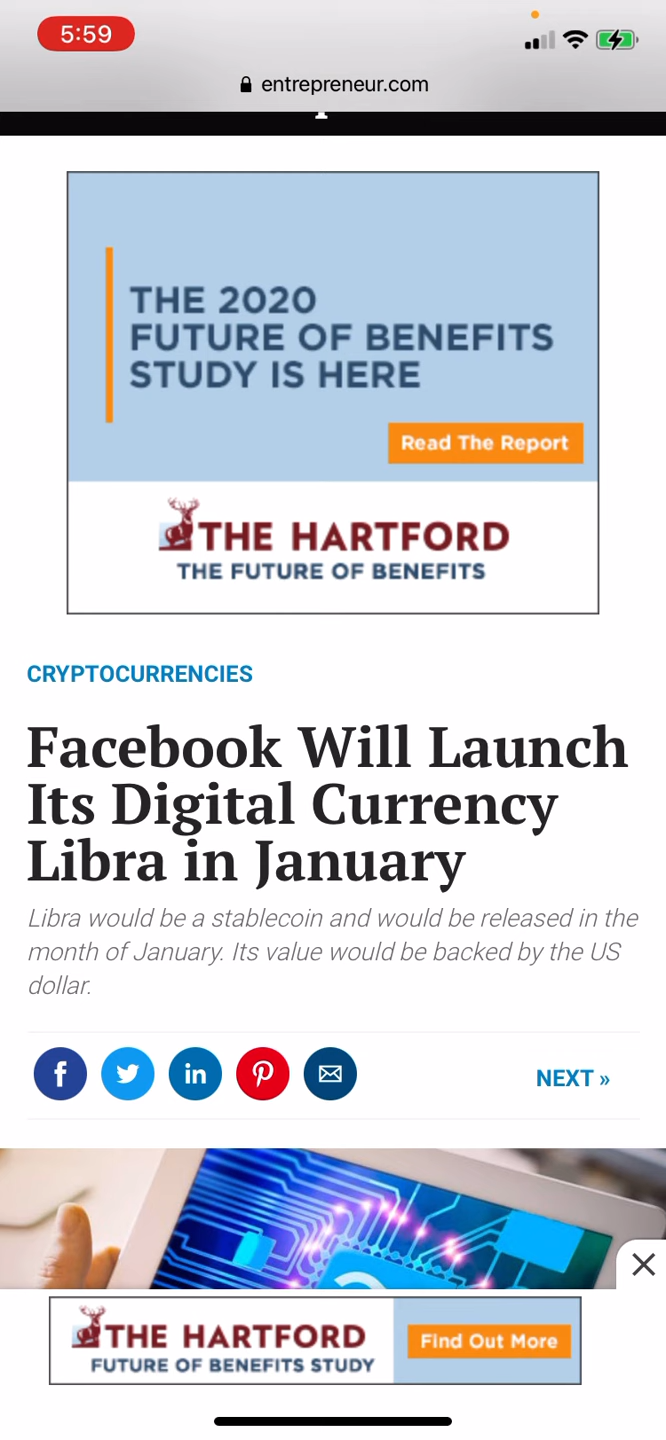 5:59
entrepreneur.com
THE 2020
FUTURE OF BENEFITS
STUDY IS HERE
Read The Report
THE HARTFORD
THE FUTURE OF BENEFITS
CRYPTOCURRENCIES
Facebook Will Launch
Its Digital Currency
Libra in January
Libra would be a stablecoin and would be released in the
month of January. Its value would be backed by the US
dollar.
NEXT »
THE HARTFORD
FUTURE OF BENEFITS STUDY
Find Out More